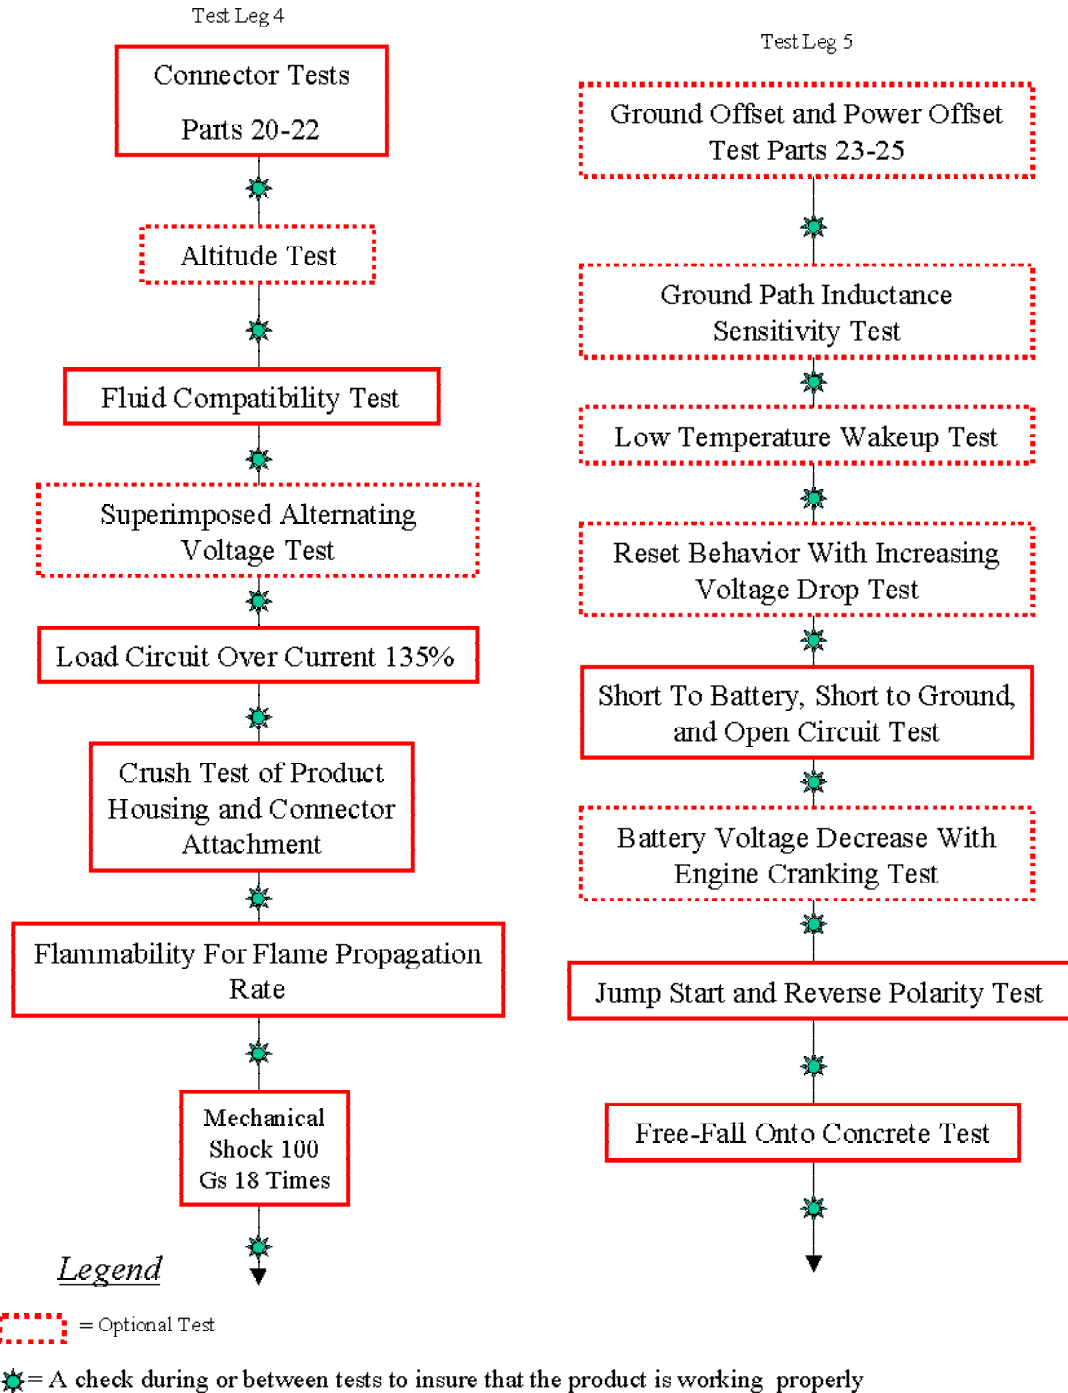 Test Leg 4
Connector Tests
Parts 20-22
Altitude Test
Fluid Compatibility Test
Superimposed Alternating
Voltage Test
Load Circuit Over Current 135%
Crush Test of Product
Housing and Connector
Attachment
Flammability For Flame Propagation
Rate
Mechanical
Shock 100
Gs 18 Times
Test Leg 5
Ground Offset and Power Offset
Test Parts 23-25
Ground Path Inductance
Sensitivity Test
Low Temperature Wakeup Test
Reset Behavior With Increasing
Voltage Drop Test
Short To Battery, Short to Ground,
and Open Circuit Test
Battery Voltage Decrease With
Engine Cranking Test
Jump Start and Reverse Polarity Test
Free-Fall Onto Concrete Test
Legend
= Optional Test
= A check during or between tests to insure that the product is working properly